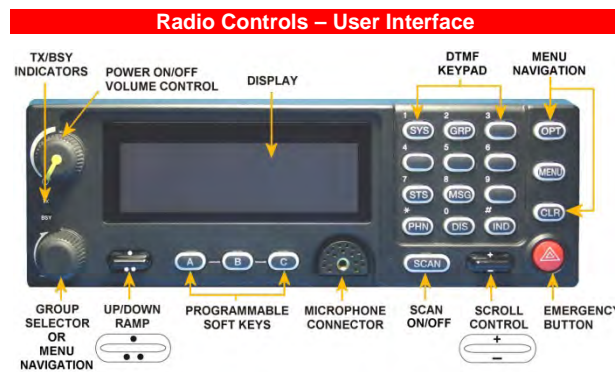 Radio Controls – User Interface
TX/BSY
INDICATORS
POWER ON/OFF
VOLUME CONTROL
DISPLAY
DTMF
KEYPAD
MENU
NAVIGATION
1 2 3
SYS GRP OPT
4 5 6
MENU
7 8 9
STS MSG
CLR
* 0 #
PHN DIS IND
BSY
A B C
SCAN
+
−
GROUP
SELECTOR
OR
MENU
NAVIGATION
UP/DOWN
RAMP
PROGRAMMABLE
SOFT KEYS
MICROPHONE
CONNECTOR
SCAN
ON/OFF
SCROLL
CONTROL
+
−
EMERGENCY
BUTTON